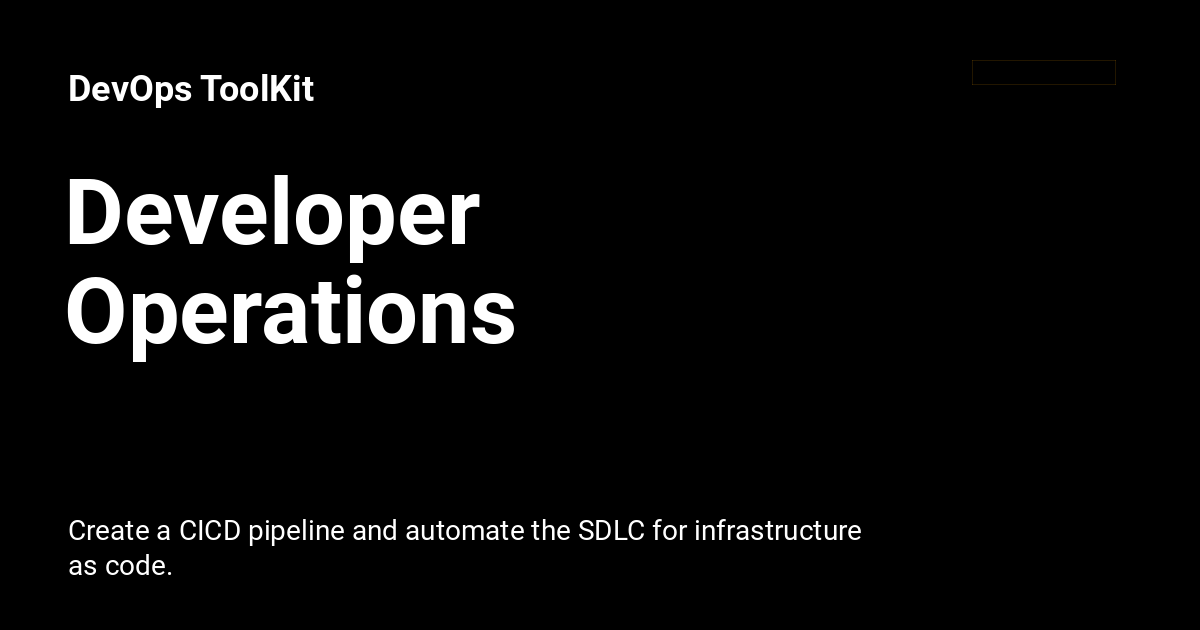 DevOps ToolKit
Developer
Operations
Create a CICD pipeline and automate the SDLC for infrastructure
as code.